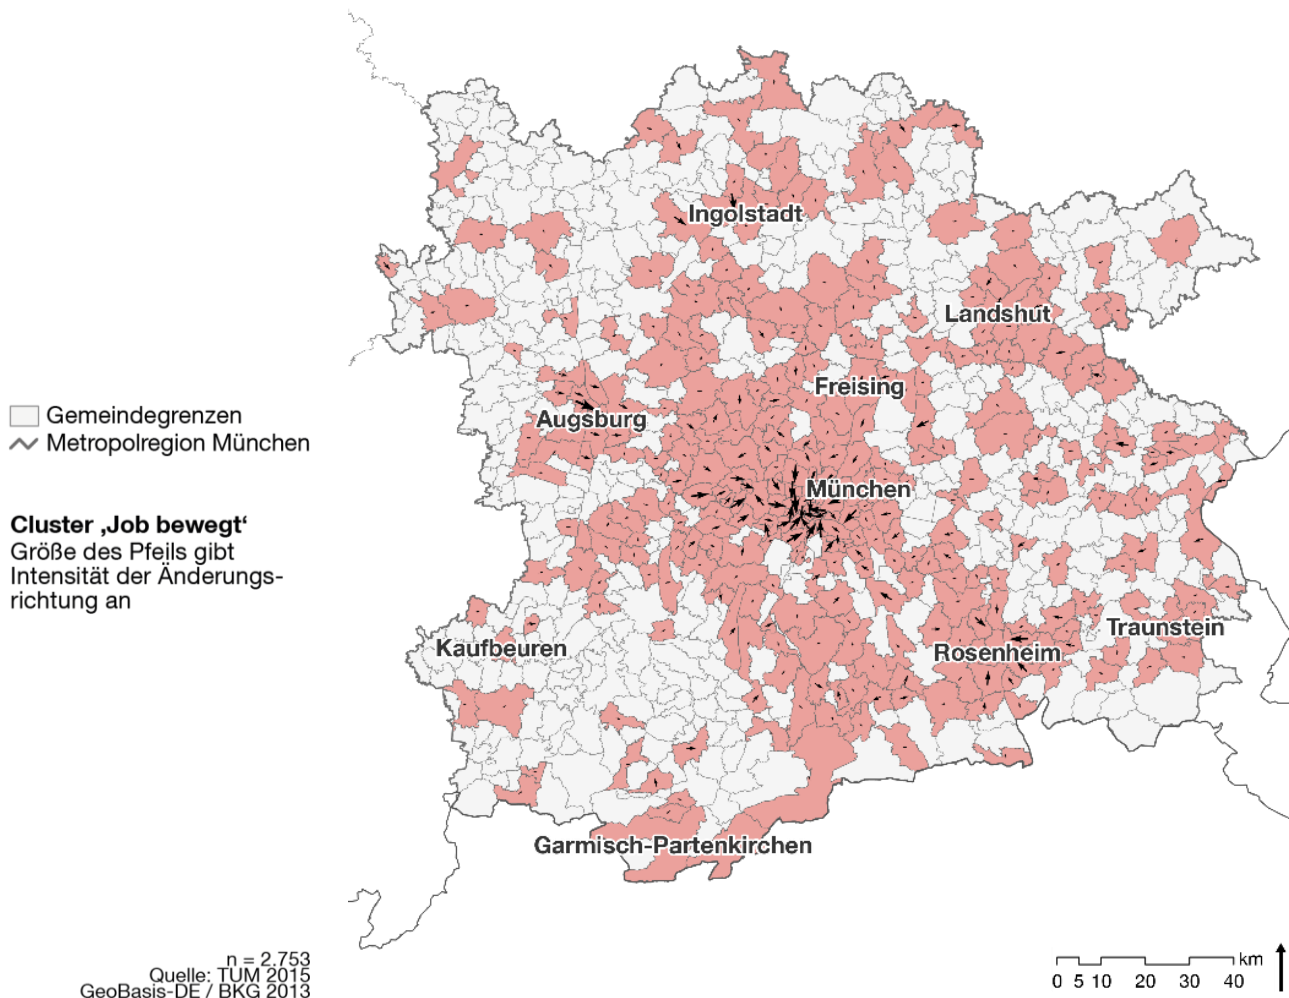 Ingolstadt
Landshut
Freising
Augsburg
München
Kaufbeuren
Traunstein
Rosenheim
Garmisch-Partenkirchen
Gemeindegrenzen
Metropolregion München
Cluster ‚Job bewegt‘
Größe des Pfeils gibt
Intensität der Änderungs-
richtung an
n = 2.753
Quelle: TUM 2015
GeoBasis-DE / BKG 2013
km
0 5 10 20 30 40